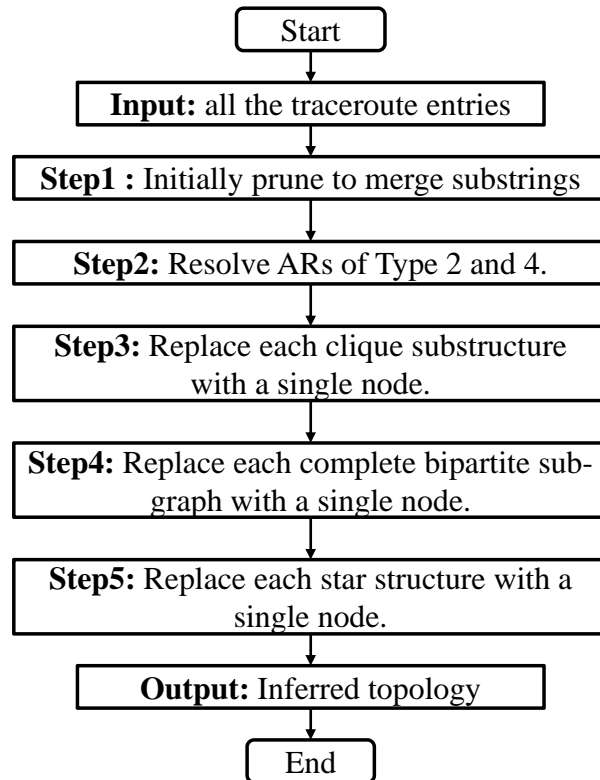 Start
Input: all the traceroute entries
Step1 : Initially prune to merge substrings
Step2: Resolve ARs of Type 2 and 4.
Step3: Replace each clique substructure
with a single node.
Step4: Replace each complete bipartite sub-
graph with a single node.
Step5: Replace each star structure with a
single node.
Output: Inferred topology
End